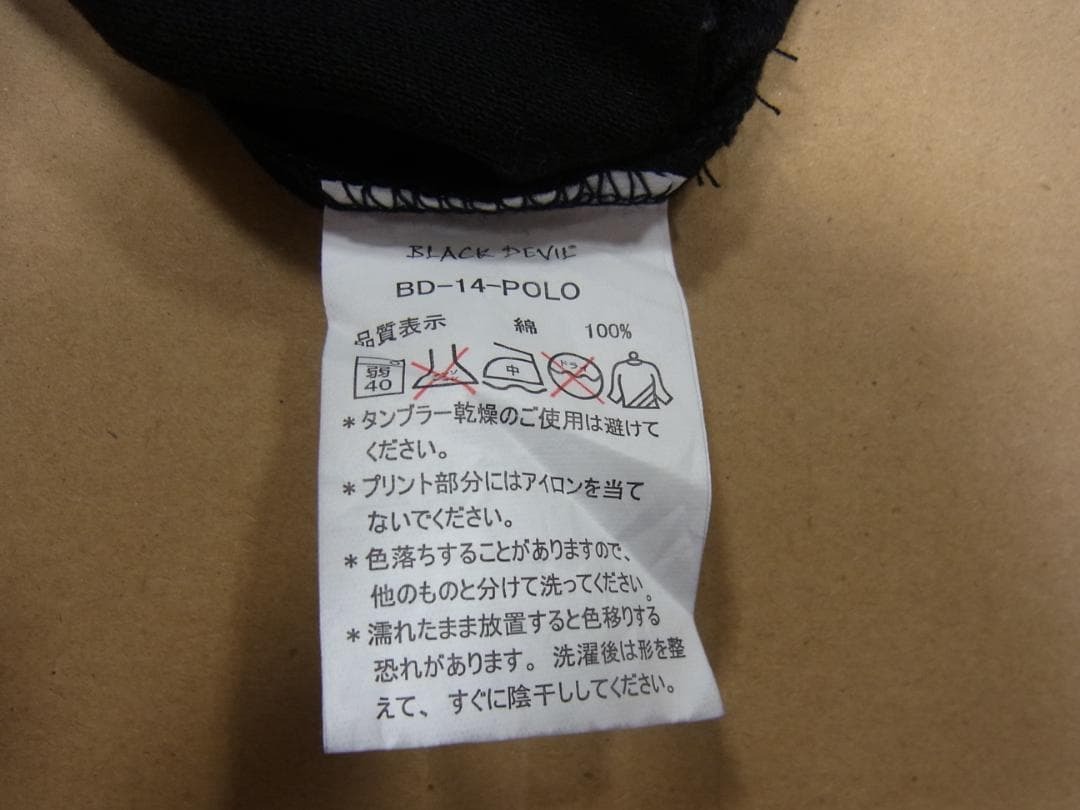 BLACK DEVIL
BD-14-POLO
品質表示 綿 100%
弱 40 中 ドライ
*タンブラー乾燥のご使用は避けて
ください。
*プリント部分にはアイロンを当て
ないでください。
*色落ちすることがありますので、
他のものと分けて洗ってください。
*濡れたまま放置すると色移りする
恐れがあります。洗濯後は形を整
えて、すぐに陰干ししてください。